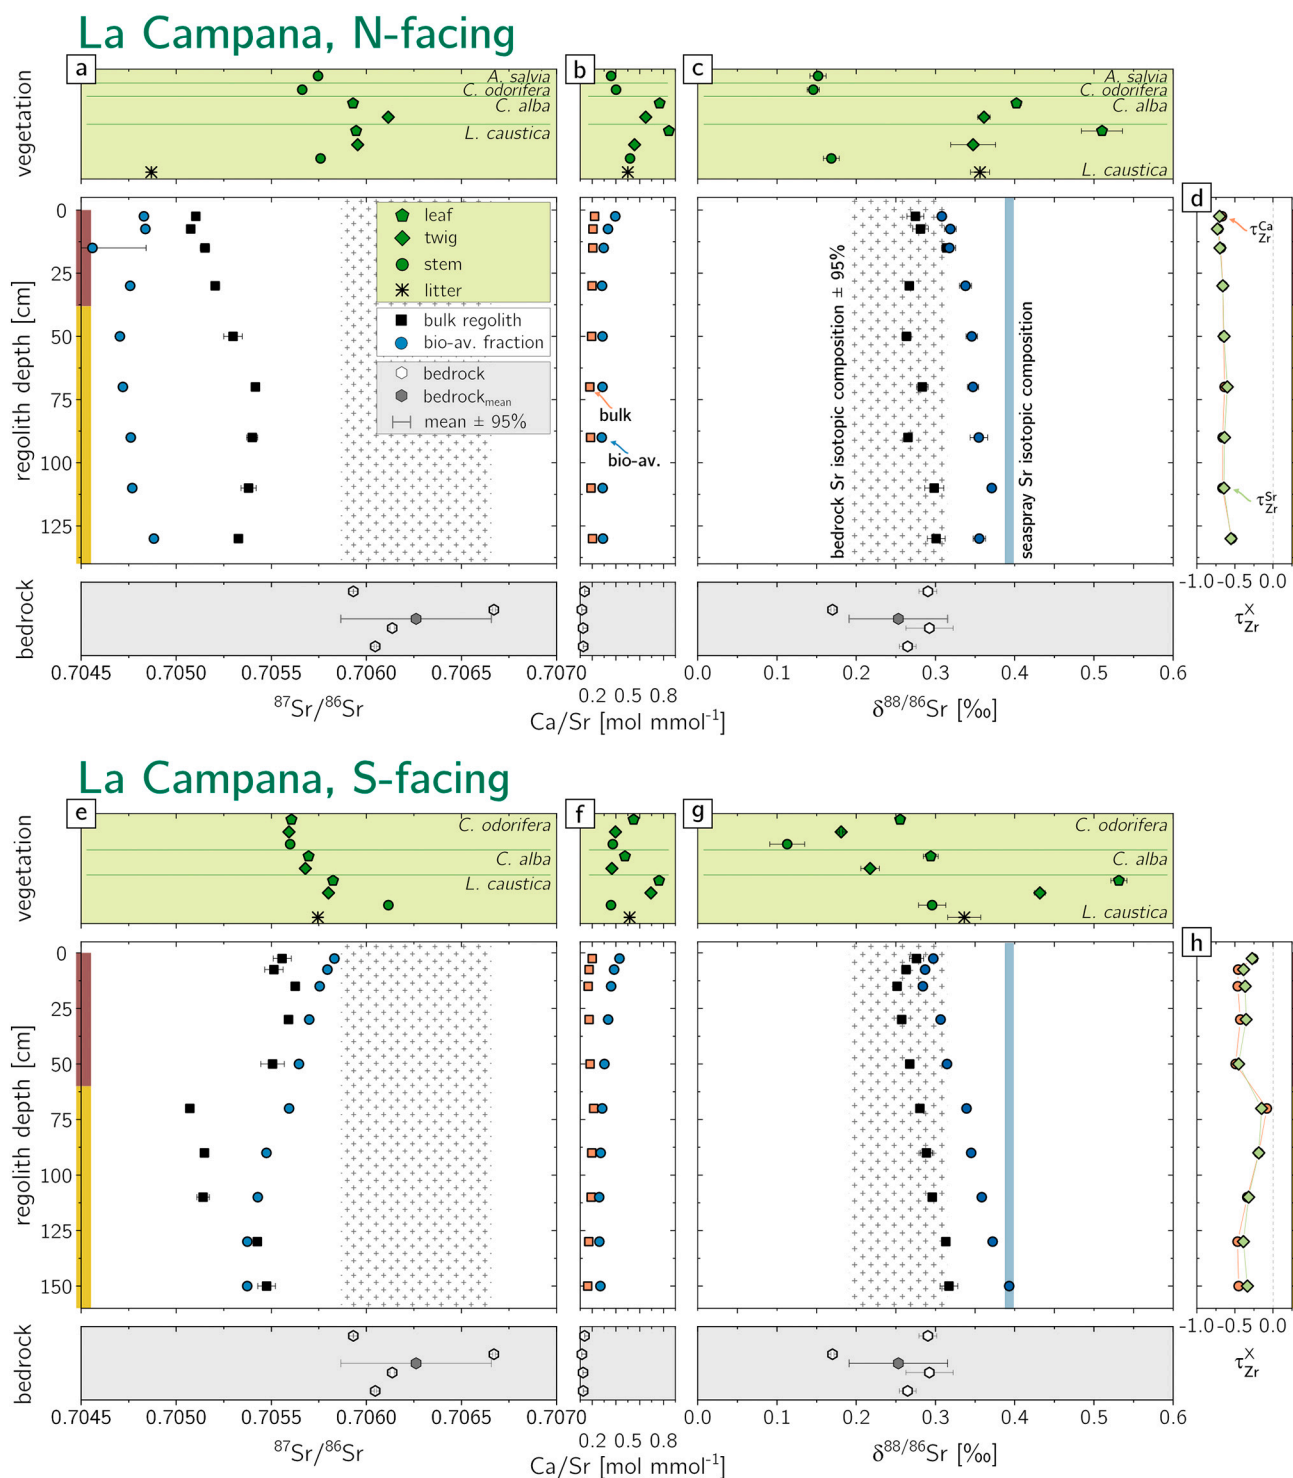 La Campana, N-facing
a
b
c
vegetation
A. salvia
C. odorifera
C. alba
L. caustica
A. salvia
C. odorifera
C. alba
L. caustica
L. caustica
d
regolith depth [cm]
0
25
50
75
100
125
leaf
twig
stem
litter
bulk regolith
bio-av. fraction
bedrock
bedrockmean
mean ± 95%
bulk
bio-av.
bedrock Sr isotopic composition ± 95%
seaspray Sr isotopic composition
τ Ca Zr
τ Sr Zr
bedrock
0.7045 0.7050 0.7055 0.7060 0.7065 0.7070
⁸⁷Sr/⁸⁶Sr
0.2 0.5 0.8
Ca/Sr [mol mmol⁻¹]
0.0 0.1 0.2 0.3 0.4 0.5 0.6
δ⁸⁸/⁸⁶Sr [‰]
-1.0 -0.5 0.0
τ X Zr
La Campana, S-facing
e
f
g
vegetation
C. odorifera
C. alba
L. caustica
C. odorifera
C. alba
L. caustica
h
regolith depth [cm]
0
25
50
75
100
125
150
bedrock
0.7045 0.7050 0.7055 0.7060 0.7065 0.7070
⁸⁷Sr/⁸⁶Sr
0.2 0.5 0.8
Ca/Sr [mol mmol⁻¹]
0.0 0.1 0.2 0.3 0.4 0.5 0.6
δ⁸⁸/⁸⁶Sr [‰]
-1.0 -0.5 0.0
τ X Zr